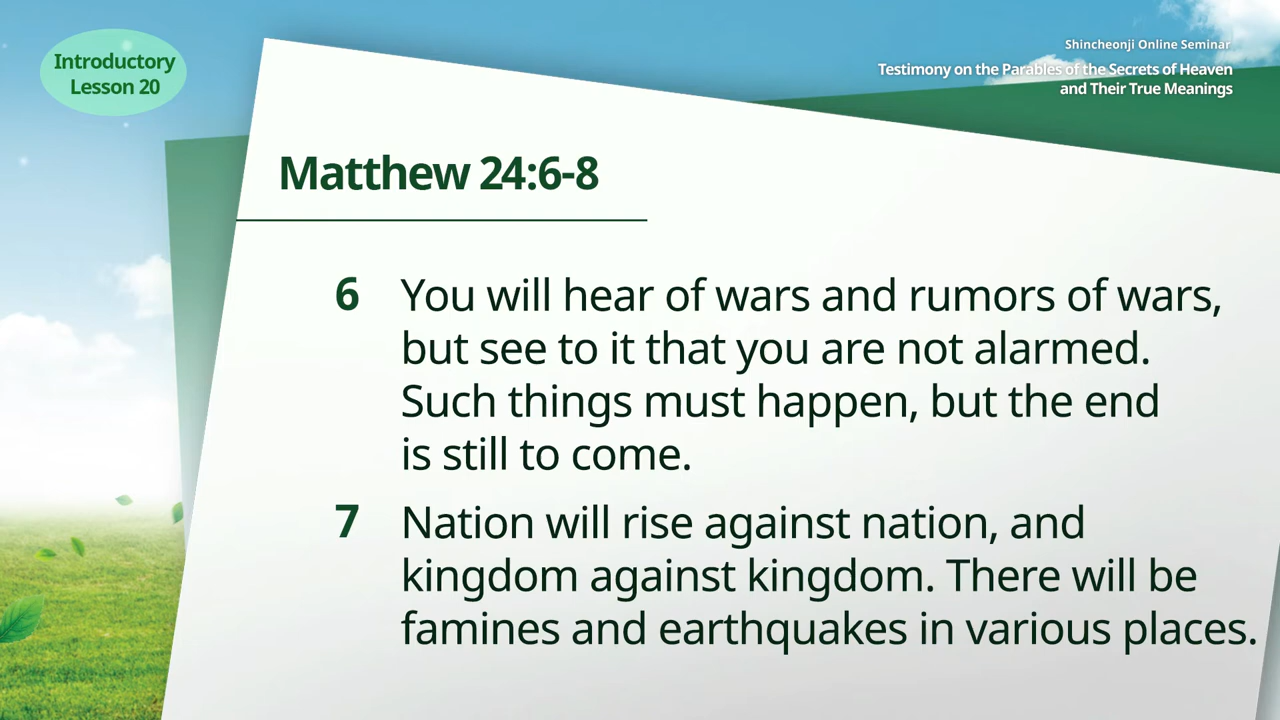 Introductory
Lesson 20
Shincheonji Online Seminar
Testimony on the Parables of the Secrets of Heaven
and Their True Meanings
Matthew 24:6-8
6 You will hear of wars and rumors of wars,
but see to it that you are not alarmed.
Such things must happen, but the end
is still to come.
7 Nation will rise against nation, and
kingdom against kingdom. There will be
famines and earthquakes in various places.